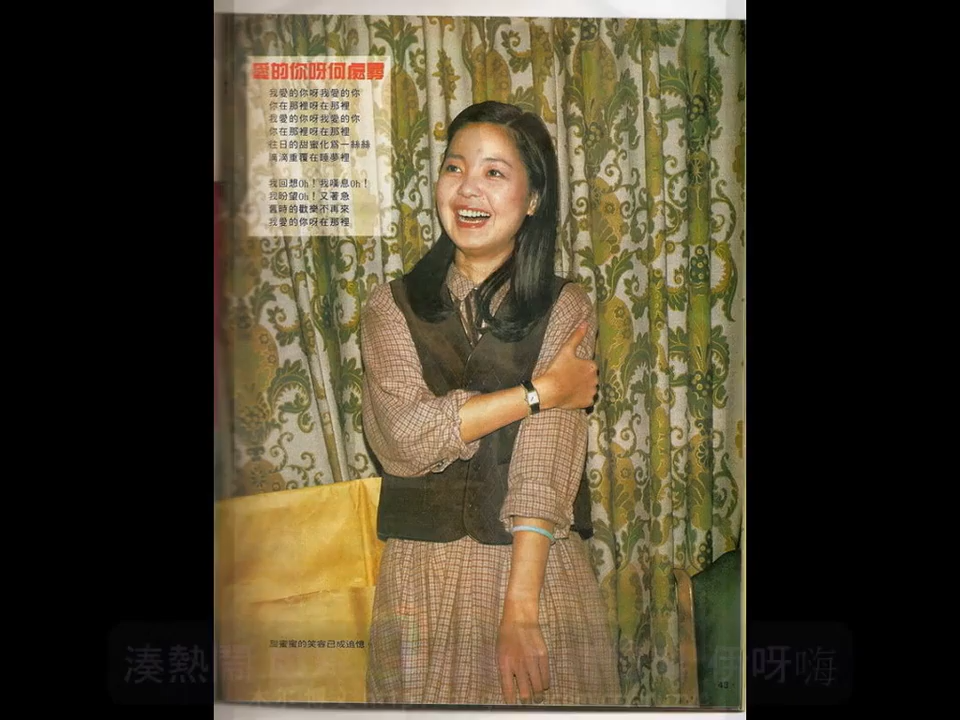 愛的你呀何處尋
我愛的你呀我愛的你
你在那裡呀在那裡
我愛的你呀我愛的你
你在那裡呀在那裡
往日的甜蜜化爲一絲絲
滴滴重覆在睡夢裡
我回想Oh！我嘆息Oh！
我盼望Oh！又著急
舊時的歡樂不再來
我愛的你呀在那裡
甜蜜蜜的笑容已成追憶。
湊熱鬧 伊呀嗨
43